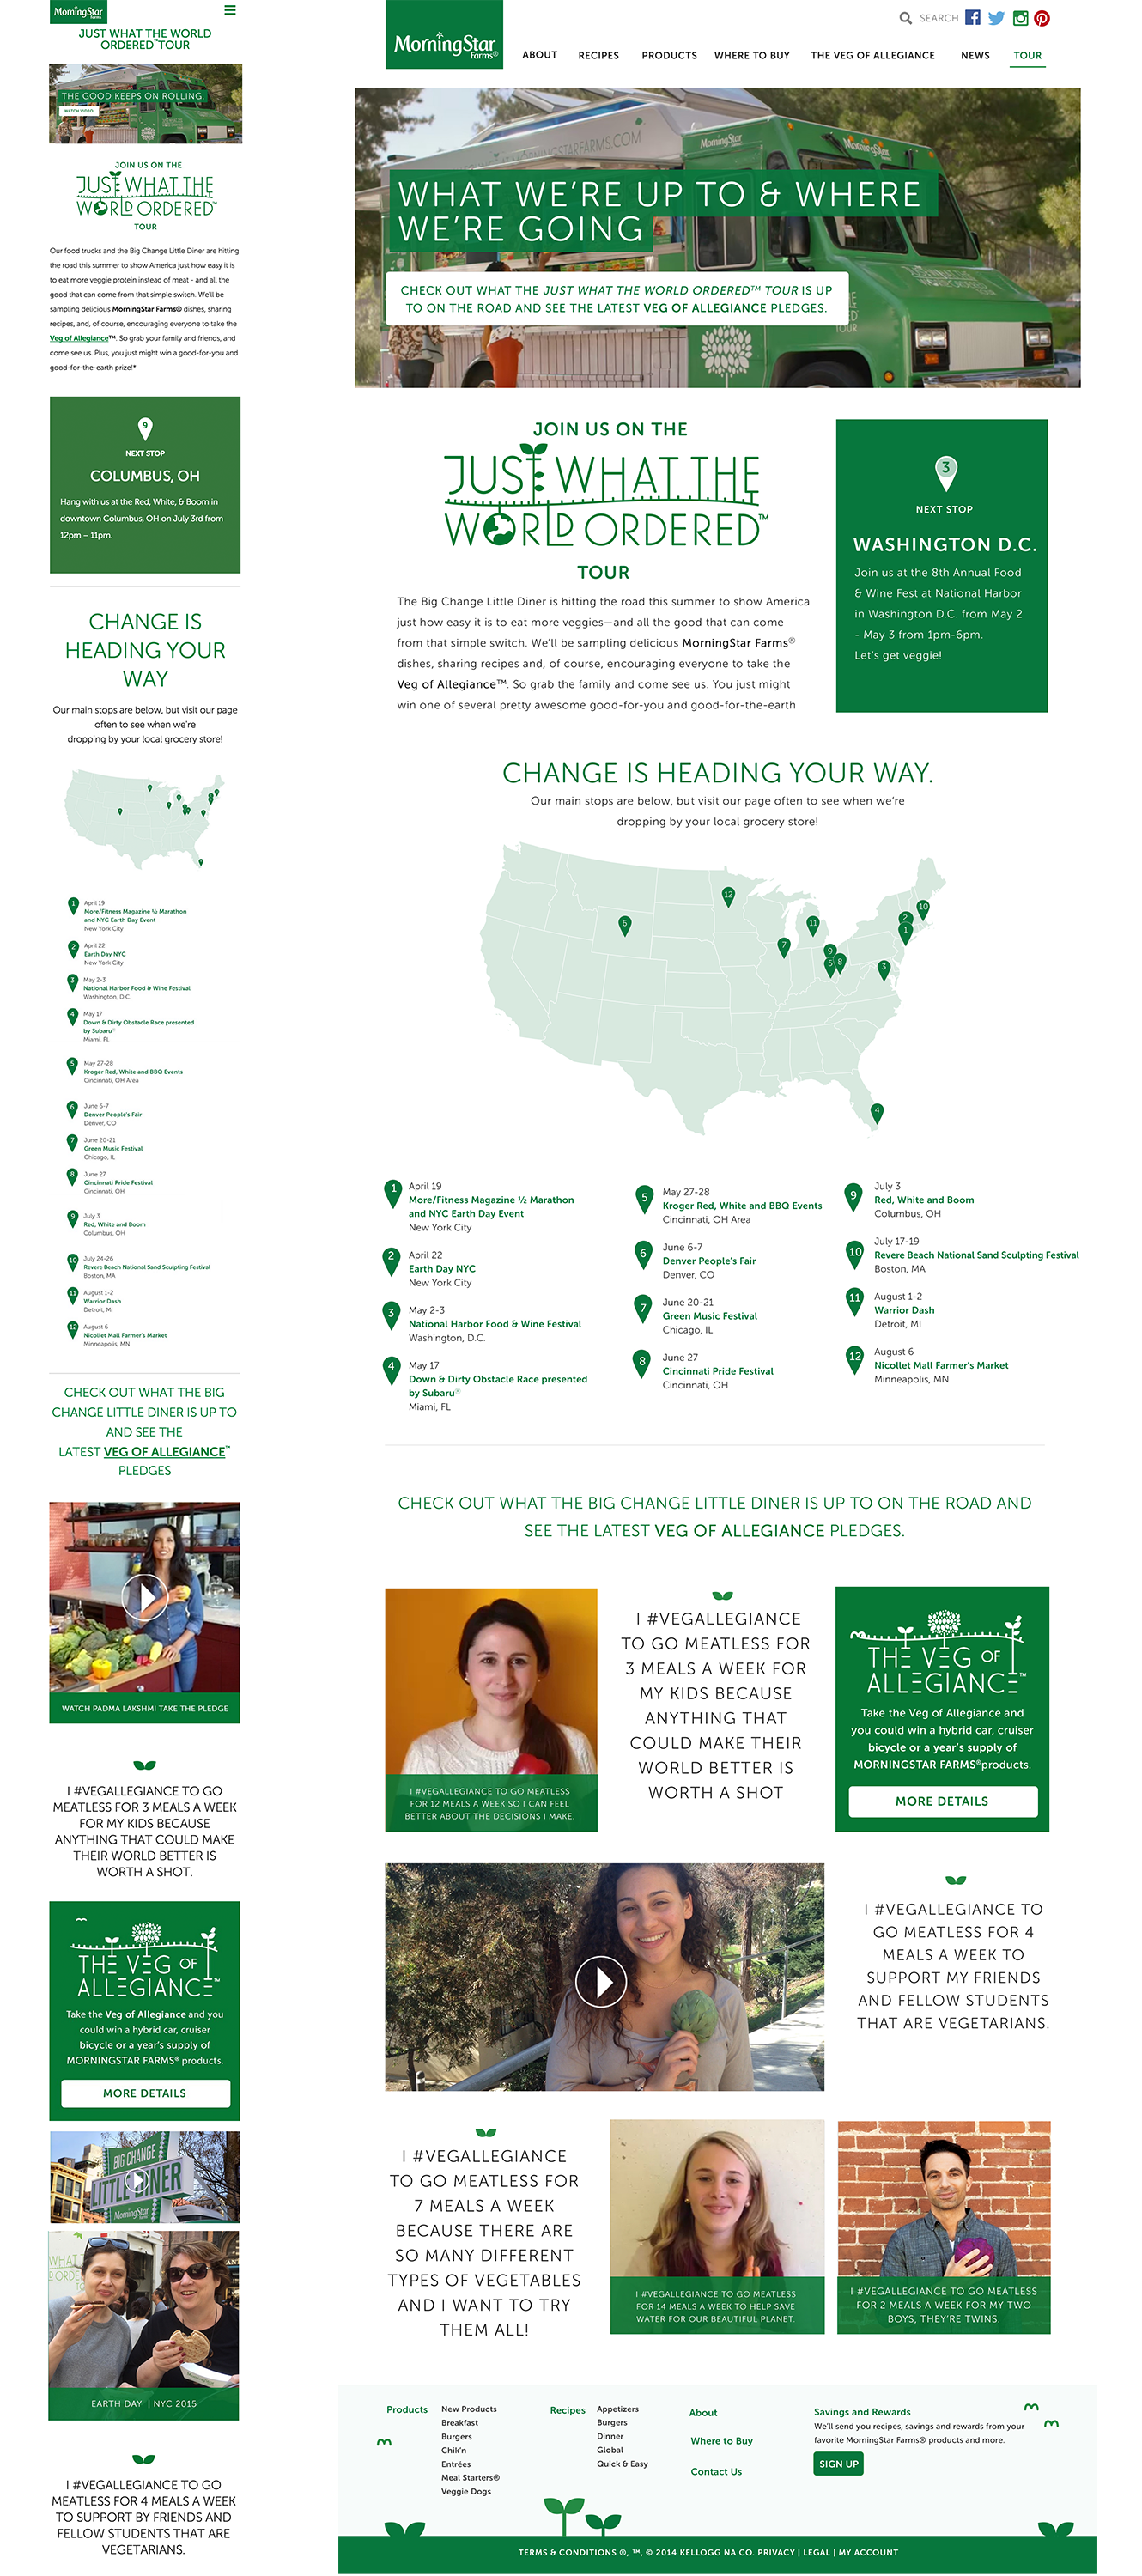 MorningStar
Farms
JUST WHAT THE WORLD
ORDERED™TOUR
THE GOOD KEEPS ON ROLLING.
WATCH VIDEO
JOIN US ON THE
JUST WHAT THE
WORLD ORDERED™
TOUR
Our food trucks and the Big Change Little Diner are hitting
the road this summer to show America just how easy it is
to eat more veggie protein instead of meat - and all the
good that can come from that simple switch. We'll be
sampling delicious MorningStar Farms® dishes, sharing
recipes, and, of course, encouraging everyone to take the
Veg of Allegiance™. So grab your family and friends, and
come see us. Plus, you just might win a good-for-you and
good-for-the-earth prize!*
9
NEXT STOP
COLUMBUS, OH
Hang with us at the Red, White, & Boom in
downtown Columbus, OH on July 3rd from
12pm – 11pm.
CHANGE IS
HEADING YOUR
WAY
Our main stops are below, but visit our page
often to see when we're
dropping by your local grocery store!
1
April 19
More/Fitness Magazine ½ Marathon
and NYC Earth Day Event
New York City
2
April 22
Earth Day NYC
New York City
3
May 2-3
National Harbor Food & Wine Festival
Washington, D.C.
4
May 17
Down & Dirty Obstacle Race presented
by Subaru®
Miami. FL
5
May 27-28
Kroger Red, White and BBQ Events
Cincinnati, OH Area
6
June 6-7
Denver People's Fair
Denver, CO
7
June 20-21
Green Music Festival
Chicago, IL
8
June 27
Cincinnati Pride Festival
Cincinnati, OH
9
July 3
Red, White and Boom
Columbus, OH
10
July 24-26
Revere Beach National Sand Sculpting Festival
Boston, MA
11
August 1-2
Warrior Dash
Detroit, MI
12
August 6
Nicollet Mall Farmer's Market
Minneapolis, MN
CHECK OUT WHAT THE BIG
CHANGE LITTLE DINER IS UP TO
AND SEE THE
LATEST VEG OF ALLEGIANCE™
PLEDGES
WATCH PADMA LAKSHMI TAKE THE PLEDGE
I #VEGALLEGIANCE TO GO
MEATLESS FOR 3 MEALS A WEEK
FOR MY KIDS BECAUSE
ANYTHING THAT COULD MAKE
THEIR WORLD BETTER IS
WORTH A SHOT.
THE VEG OF
ALLEGIANCE™
Take the Veg of Allegiance and you
could win a hybrid car, cruiser
bicycle or a year's supply of
MORNINGSTAR FARMS® products.
MORE DETAILS
BIG CHANGE
LITTLE DINER
MorningStar
EARTH DAY | NYC 2015
I #VEGALLEGIANCE TO GO
MEATLESS FOR 4 MEALS A WEEK
TO SUPPORT BY FRIENDS AND
FELLOW STUDENTS THAT ARE
VEGETARIANS.
MorningStar
Farms®
SEARCH
ABOUT RECIPES PRODUCTS WHERE TO BUY THE VEG OF ALLEGIANCE NEWS TOUR
WHAT WE'RE UP TO & WHERE
WE'RE GOING
CHECK OUT WHAT THE JUST WHAT THE WORLD ORDERED™ TOUR IS UP
TO ON THE ROAD AND SEE THE LATEST VEG OF ALLEGIANCE PLEDGES.
JOIN US ON THE
JUST WHAT THE
WORLD ORDERED™
TOUR
The Big Change Little Diner is hitting the road this summer to show America
just how easy it is to eat more veggies—and all the good that can come
from that simple switch. We'll be sampling delicious MorningStar Farms®
dishes, sharing recipes and, of course, encouraging everyone to take the
Veg of Allegiance™. So grab the family and come see us. You just might
win one of several pretty awesome good-for-you and good-for-the-earth
3
NEXT STOP
WASHINGTON D.C.
Join us at the 8th Annual Food
& Wine Fest at National Harbor
in Washington D.C. from May 2
- May 3 from 1pm-6pm.
Let's get veggie!
CHANGE IS HEADING YOUR WAY.
Our main stops are below, but visit our page often to see when we're
dropping by your local grocery store!
12
10
6
11
2
1
7
9
5
8
3
4
1
April 19
More/Fitness Magazine ½ Marathon
and NYC Earth Day Event
New York City
2
April 22
Earth Day NYC
New York City
3
May 2-3
National Harbor Food & Wine Festival
Washington, D.C.
4
May 17
Down & Dirty Obstacle Race presented
by Subaru®
Miami, FL
5
May 27-28
Kroger Red, White and BBQ Events
Cincinnati, OH Area
6
June 6-7
Denver People's Fair
Denver, CO
7
June 20-21
Green Music Festival
Chicago, IL
8
June 27
Cincinnati Pride Festival
Cincinnati, OH
9
July 3
Red, White and Boom
Columbus, OH
10
July 17-19
Revere Beach National Sand Sculpting Festival
Boston, MA
11
August 1-2
Warrior Dash
Detroit, MI
12
August 6
Nicollet Mall Farmer's Market
Minneapolis, MN
CHECK OUT WHAT THE BIG CHANGE LITTLE DINER IS UP TO ON THE ROAD AND
SEE THE LATEST VEG OF ALLEGIANCE PLEDGES.
I #VEGALLEGIANCE TO GO MEATLESS
FOR 12 MEALS A WEEK SO I CAN FEEL
BETTER ABOUT THE DECISIONS I MAKE.
I #VEGALLEGIANCE
TO GO MEATLESS FOR
3 MEALS A WEEK FOR
MY KIDS BECAUSE
ANYTHING THAT
COULD MAKE THEIR
WORLD BETTER IS
WORTH A SHOT
THE VEG OF
ALLEGIANCE™
Take the Veg of Allegiance and
you could win a hybrid car, cruiser
bicycle or a year's supply of
MORNINGSTAR FARMS®products.
MORE DETAILS
I #VEGALLEGIANCE TO
GO MEATLESS FOR 4
MEALS A WEEK TO
SUPPORT MY FRIENDS
AND FELLOW STUDENTS
THAT ARE VEGETARIANS.
I #VEGALLEGIANCE
TO GO MEATLESS FOR
7 MEALS A WEEK
BECAUSE THERE ARE
SO MANY DIFFERENT
TYPES OF VEGETABLES
AND I WANT TO TRY
THEM ALL!
I #VEGALLEGIANCE TO GO MEATLESS
FOR 14 MEALS A WEEK TO HELP SAVE
WATER FOR OUR BEAUTIFUL PLANET.
I #VEGALLEGIANCE TO GO MEATLESS
FOR 2 MEALS A WEEK FOR MY TWO
BOYS, THEY'RE TWINS.
Products
New Products
Breakfast
Burgers
Chik'n
Entrées
Meal Starters®
Veggie Dogs
Recipes
Appetizers
Burgers
Dinner
Global
Quick & Easy
About
Where to Buy
Contact Us
Savings and Rewards
We'll send you recipes, savings and rewards from your
favorite MorningStar Farms® products and more.
SIGN UP
TERMS & CONDITIONS ®, ™, © 2014 KELLOGG NA CO. PRIVACY | LEGAL | MY ACCOUNT